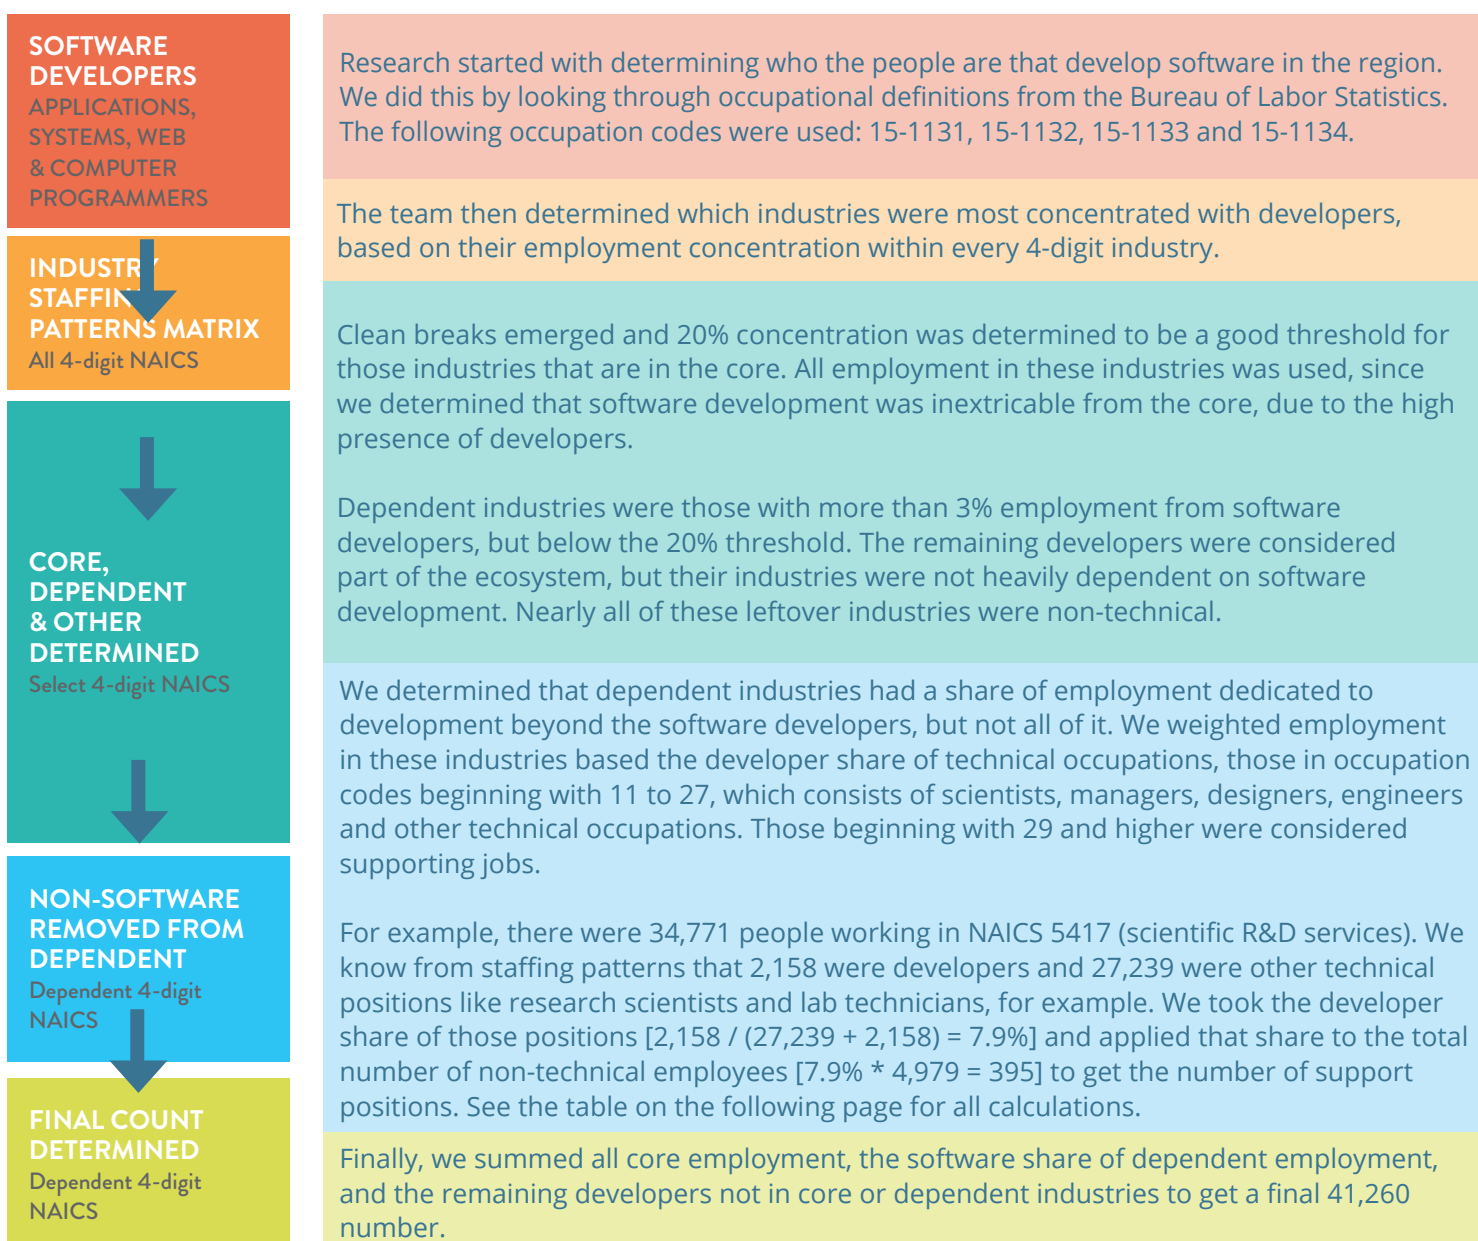 SOFTWARE
DEVELOPERS
APPLICATIONS,
SYSTEMS, WEB
& COMPUTER
PROGRAMMERS
Research started with determining who the people are that develop software in the region.
We did this by looking through occupational definitions from the Bureau of Labor Statistics.
The following occupation codes were used: 15-1131, 15-1132, 15-1133 and 15-1134.
INDUSTRY
STAFFING
PATTERNS MATRIX
All 4-digit NAICS
The team then determined which industries were most concentrated with developers,
based on their employment concentration within every 4-digit industry.
CORE,
DEPENDENT
& OTHER
DETERMINED
Select 4-digit NAICS
Clean breaks emerged and 20% concentration was determined to be a good threshold for
those industries that are in the core. All employment in these industries was used, since
we determined that software development was inextricable from the core, due to the high
presence of developers.
Dependent industries were those with more than 3% employment from software
developers, but below the 20% threshold. The remaining developers were considered
part of the ecosystem, but their industries were not heavily dependent on software
development. Nearly all of these leftover industries were non-technical.
NON-SOFTWARE
REMOVED FROM
DEPENDENT
Dependent 4-digit
NAICS
We determined that dependent industries had a share of employment dedicated to
development beyond the software developers, but not all of it. We weighted employment
in these industries based the developer share of technical occupations, those in occupation
codes beginning with 11 to 27, which consists of scientists, managers, designers, engineers
and other technical occupations. Those beginning with 29 and higher were considered
supporting jobs.
For example, there were 34,771 people working in NAICS 5417 (scientific R&D services). We
know from staffing patterns that 2,158 were developers and 27,239 were other technical
positions like research scientists and lab technicians, for example. We took the developer
share of those positions [2,158 / (27,239 + 2,158) = 7.9%] and applied that share to the total
number of non-technical employees [7.9% * 4,979 = 395] to get the number of support
positions. See the table on the following page for all calculations.
FINAL COUNT
DETERMINED
Dependent 4-digit
NAICS
Finally, we summed all core employment, the software share of dependent employment,
and the remaining developers not in core or dependent industries to get a final 41,260
number.